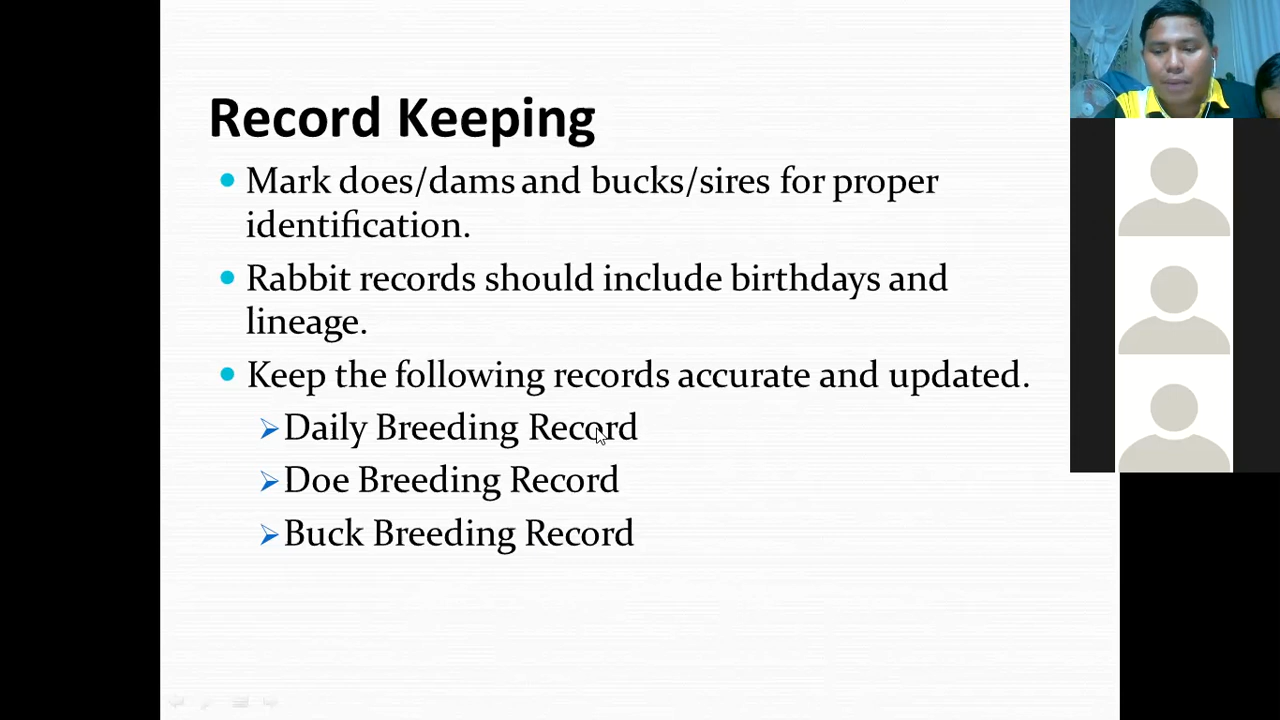 Record Keeping
Mark does/dams and bucks/sires for proper
identification.
Rabbit records should include birthdays and
lineage.
Keep the following records accurate and updated.
Daily Breeding Record
Doe Breeding Record
Buck Breeding Record